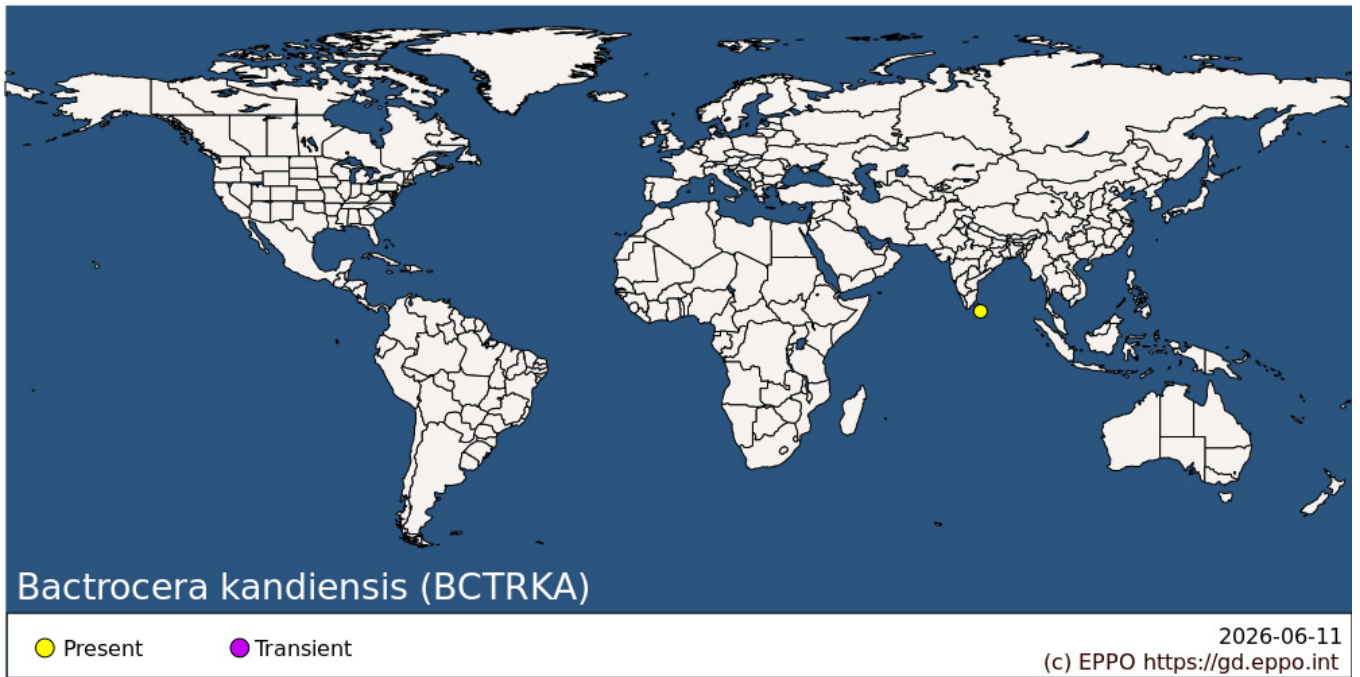 Bactrocera kandiensis (BCTRKA)
Present
Transient
2026-06-11
(c) EPPO https://gd.eppo.int